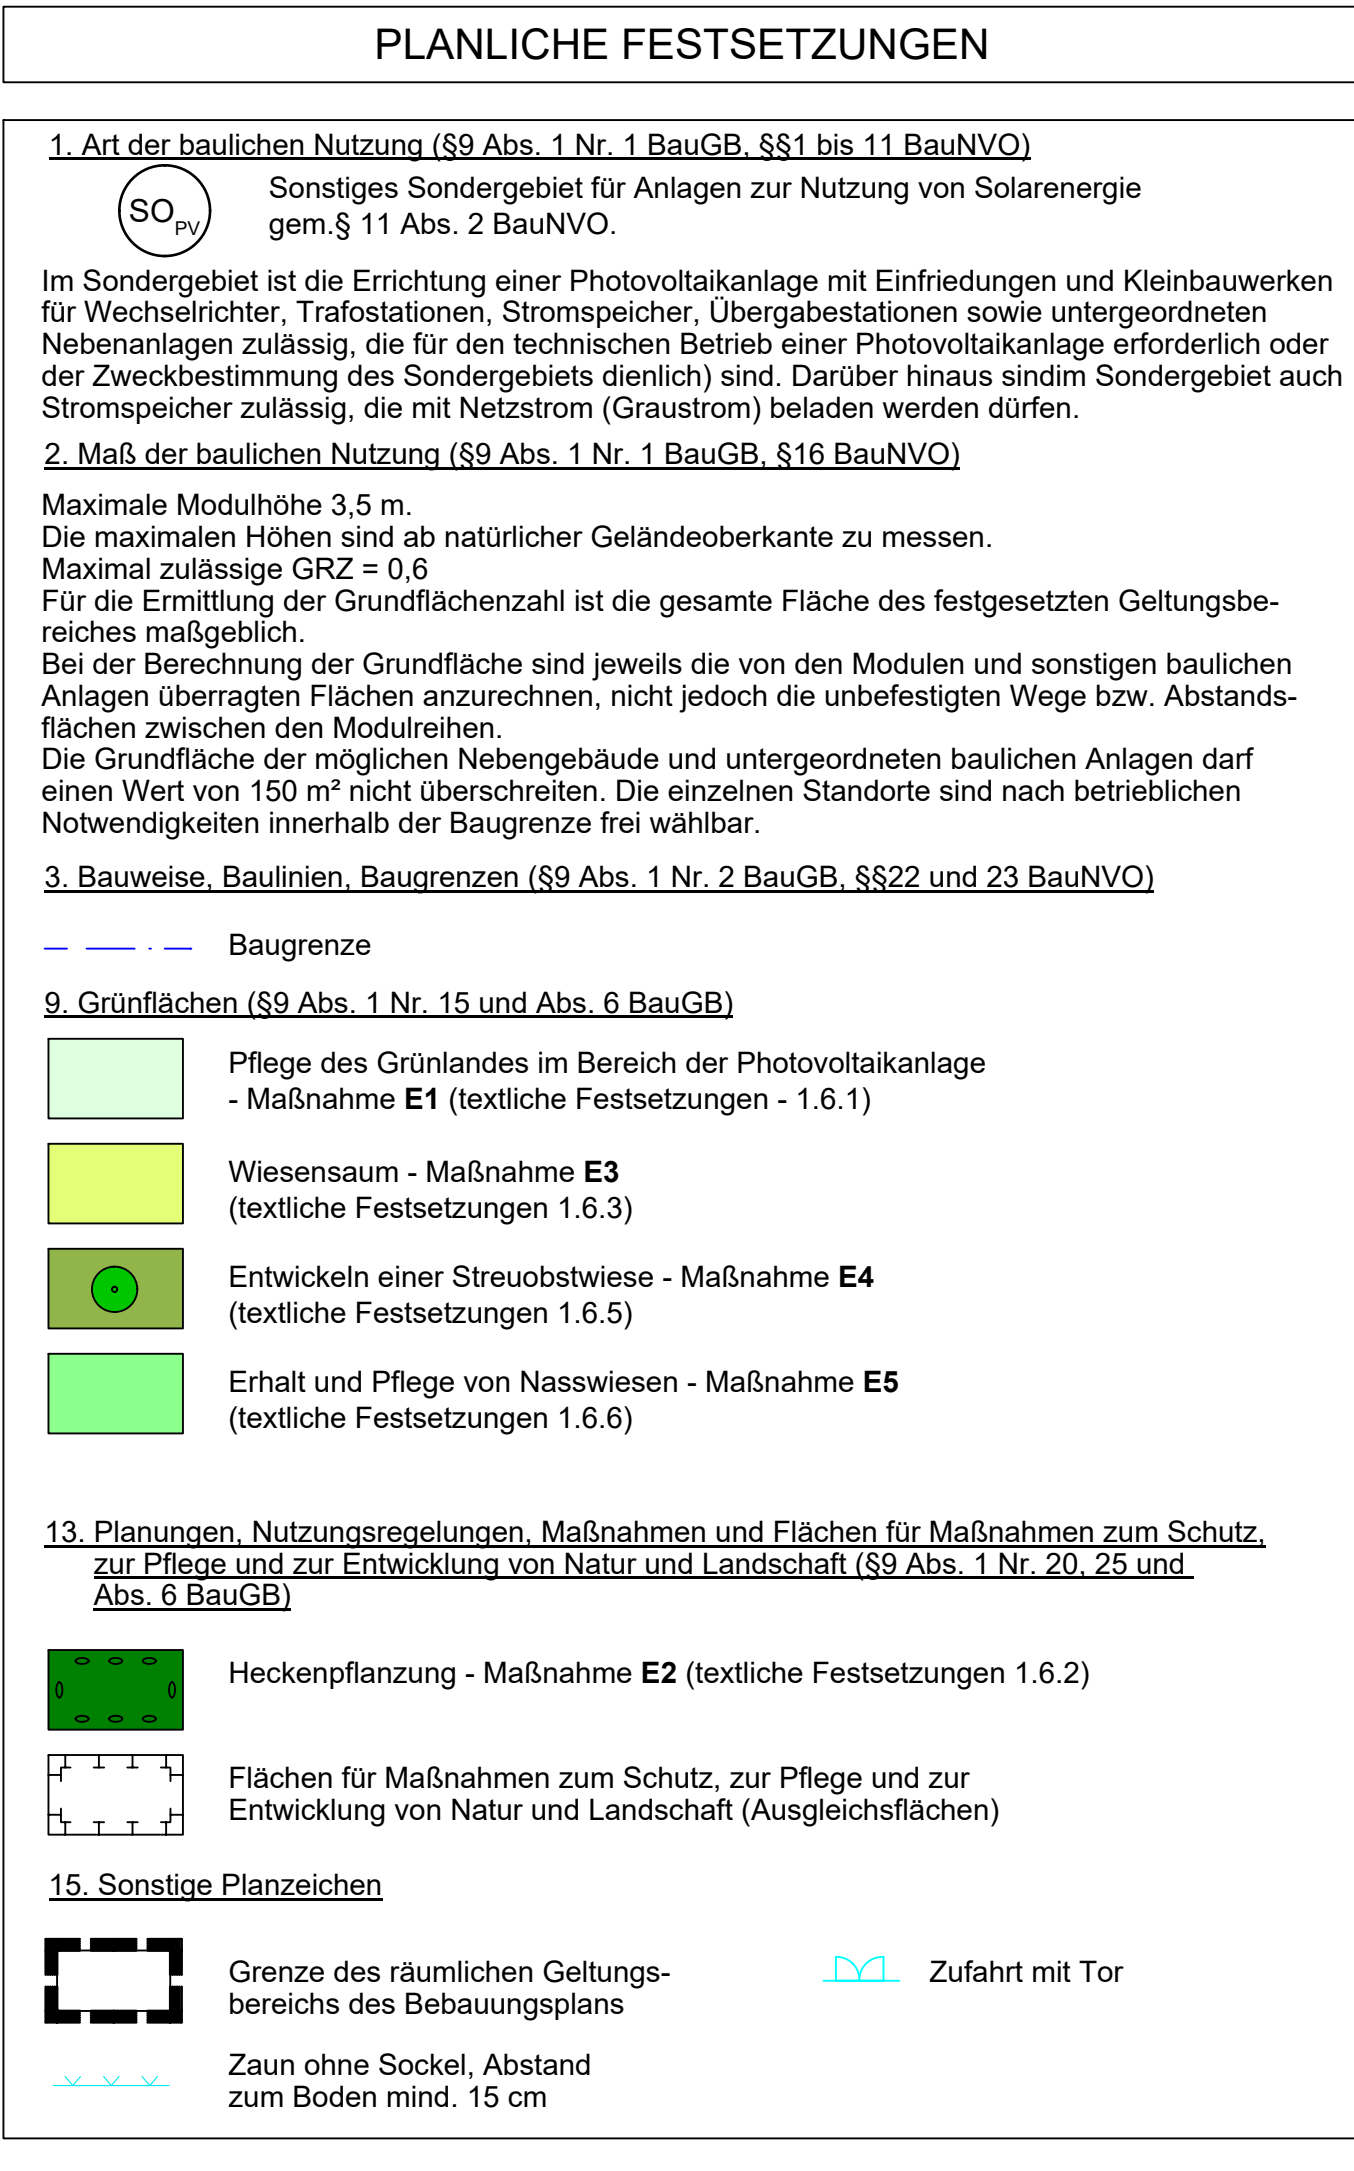 PLANLICHE FESTSETZUNGEN
1. Art der baulichen Nutzung (§9 Abs. 1 Nr. 1 BauGB, §§1 bis 11 BauNVO)
SO PV
Sonstiges Sondergebiet für Anlagen zur Nutzung von Solarenergie
gem.§ 11 Abs. 2 BauNVO.
Im Sondergebiet ist die Errichtung einer Photovoltaikanlage mit Einfriedungen und Kleinbauwerken
für Wechselrichter, Trafostationen, Stromspeicher, Übergabestationen sowie untergeordneten
Nebenanlagen zulässig, die für den technischen Betrieb einer Photovoltaikanlage erforderlich oder
der Zweckbestimmung des Sondergebiets dienlich) sind. Darüber hinaus sindim Sondergebiet auch
Stromspeicher zulässig, die mit Netzstrom (Graustrom) beladen werden dürfen.
2. Maß der baulichen Nutzung (§9 Abs. 1 Nr. 1 BauGB, §16 BauNVO)
Maximale Modulhöhe 3,5 m.
Die maximalen Höhen sind ab natürlicher Geländeoberkante zu messen.
Maximal zulässige GRZ = 0,6
Für die Ermittlung der Grundflächenzahl ist die gesamte Fläche des festgesetzten Geltungsbe-
reiches maßgeblich.
Bei der Berechnung der Grundfläche sind jeweils die von den Modulen und sonstigen baulichen
Anlagen überragten Flächen anzurechnen, nicht jedoch die unbefestigten Wege bzw. Abstands-
flächen zwischen den Modulreihen.
Die Grundfläche der möglichen Nebengebäude und untergeordneten baulichen Anlagen darf
einen Wert von 150 m² nicht überschreiten. Die einzelnen Standorte sind nach betrieblichen
Notwendigkeiten innerhalb der Baugrenze frei wählbar.
3. Bauweise, Baulinien, Baugrenzen (§9 Abs. 1 Nr. 2 BauGB, §§22 und 23 BauNVO)
Baugrenze
9. Grünflächen (§9 Abs. 1 Nr. 15 und Abs. 6 BauGB)
Pflege des Grünlandes im Bereich der Photovoltaikanlage
- Maßnahme E1 (textliche Festsetzungen - 1.6.1)
Wiesensaum - Maßnahme E3
(textliche Festsetzungen 1.6.3)
Entwickeln einer Streuobstwiese - Maßnahme E4
(textliche Festsetzungen 1.6.5)
Erhalt und Pflege von Nasswiesen - Maßnahme E5
(textliche Festsetzungen 1.6.6)
13. Planungen, Nutzungsregelungen, Maßnahmen und Flächen für Maßnahmen zum Schutz,
zur Pflege und zur Entwicklung von Natur und Landschaft (§9 Abs. 1 Nr. 20, 25 und
Abs. 6 BauGB)
Heckenpflanzung - Maßnahme E2 (textliche Festsetzungen 1.6.2)
Flächen für Maßnahmen zum Schutz, zur Pflege und zur
Entwicklung von Natur und Landschaft (Ausgleichsflächen)
15. Sonstige Planzeichen
Grenze des räumlichen Geltungs-
bereichs des Bebauungsplans
Zufahrt mit Tor
Zaun ohne Sockel, Abstand
zum Boden mind. 15 cm